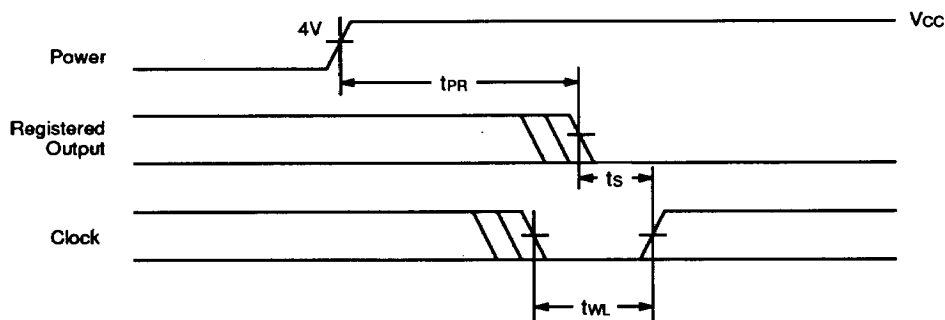 4V
VCC
Power
tPR
Registered
Output
tS
Clock
tWL